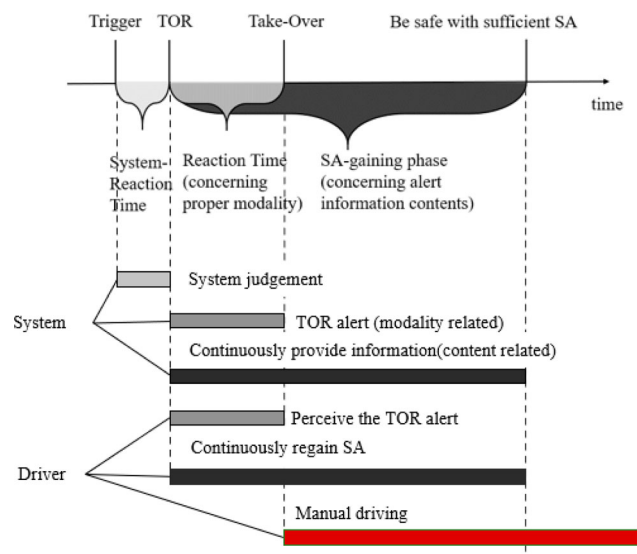 Trigger TOR Take-Over Be safe with sufficient SA
time
System-
Reaction
Time
Reaction Time
(concerning
proper modality)
SA-gaining phase
(concerning alert
information contents)
System judgement
System
TOR alert (modality related)
Continuously provide information(content related)
Perceive the TOR alert
Continuously regain SA
Driver
Manual driving